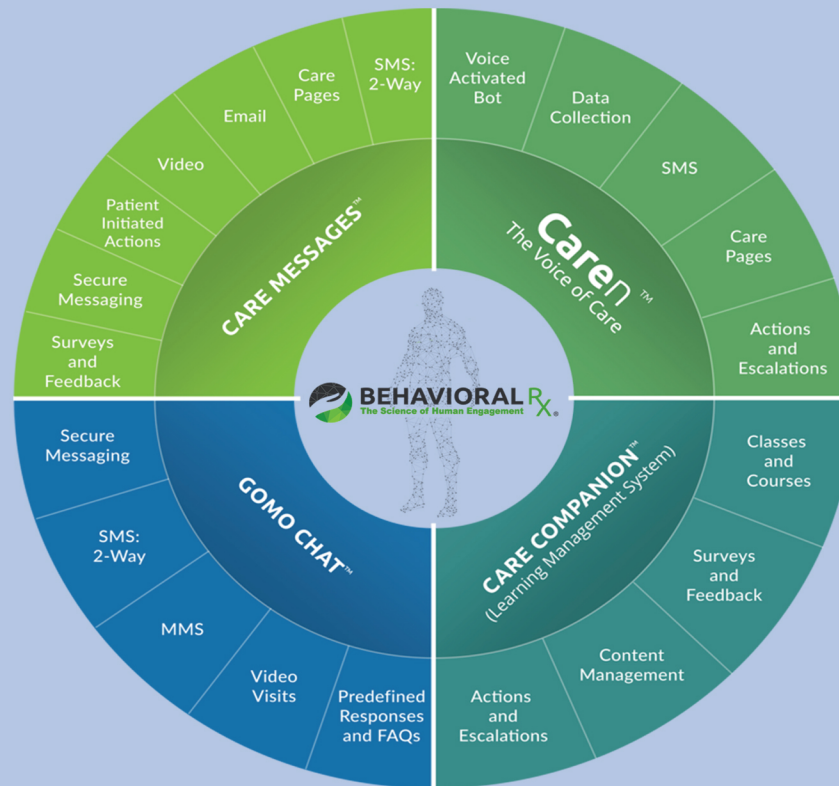 CARE MESSAGES™
SMS:
2-Way
Care
Pages
Email
Video
Patient
Initiated
Actions
Secure
Messaging
Surveys
and
Feedback
Caren™
The Voice of Care
Voice
Activated
Bot
Data
Collection
SMS
Care
Pages
Actions
and
Escalations
BEHAVIORAL Rx®
The Science of Human Engagement
GOMO CHAT™
Secure
Messaging
SMS:
2-Way
MMS
Video
Visits
Predefined
Responses
and FAQs
CARE COMPANION™
(Learning Management System)
Classes
and
Courses
Surveys
and
Feedback
Content
Management
Actions
and
Escalations